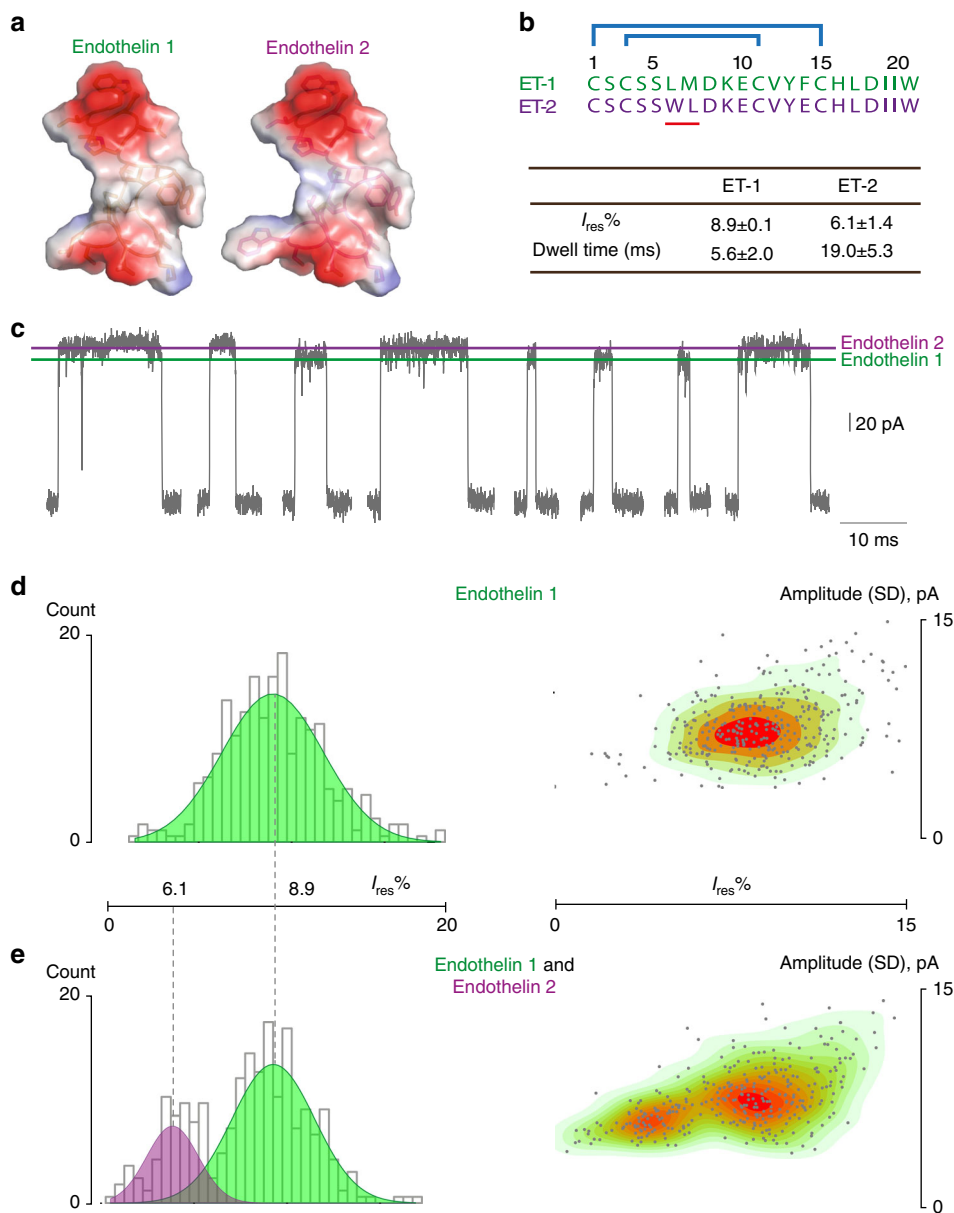 a
Endothelin 1
Endothelin 2
b
1 5 10 15 20
ET-1 CSCSSLMDKECVYFCHLDIIW
ET-2 CSCSSWLDKECVYECHLDIIW
ET-1 ET-2
Ires% 8.9±0.1 6.1±1.4
Dwell time (ms) 5.6±2.0 19.0±5.3
c
Endothelin 2
Endothelin 1
20 pA
10 ms
d
Endothelin 1
Count
20
0
Amplitude (SD), pA
15
0
6.1 8.9 Ires%
0 20
Ires%
0 15
e
Endothelin 1 and
Endothelin 2
Count
20
0
Amplitude (SD), pA
15
0